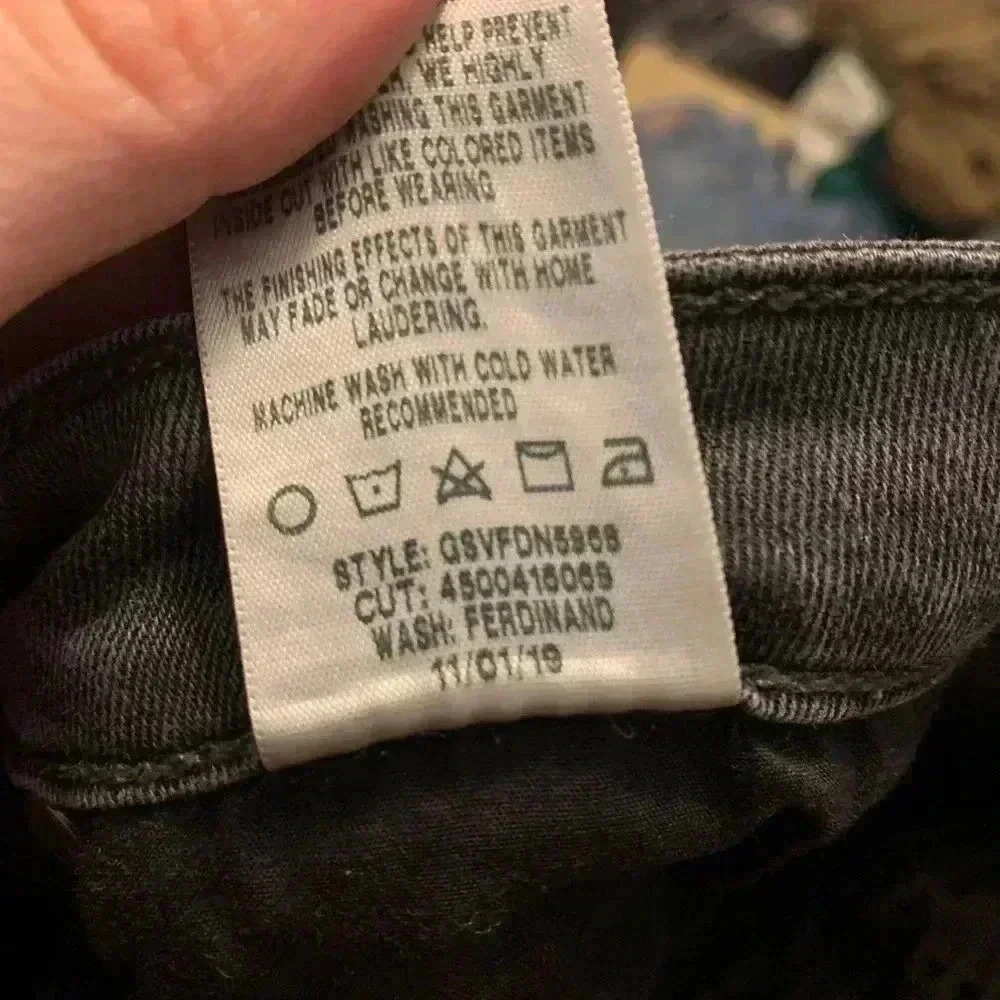 HELP PREVENT
WE HIGHLY
WASHING THIS GARMENT
INSIDE OUT WITH LIKE COLORED ITEMS
BEFORE WEARING
THE FINISHING EFFECTS OF THIS GARMENT
MAY FADE OR CHANGE WITH HOME
LAUDERING.
MACHINE WASH WITH COLD WATER
RECOMMENDED
STYLE:
CUT:
WASH: FERDINAND
11/01/19